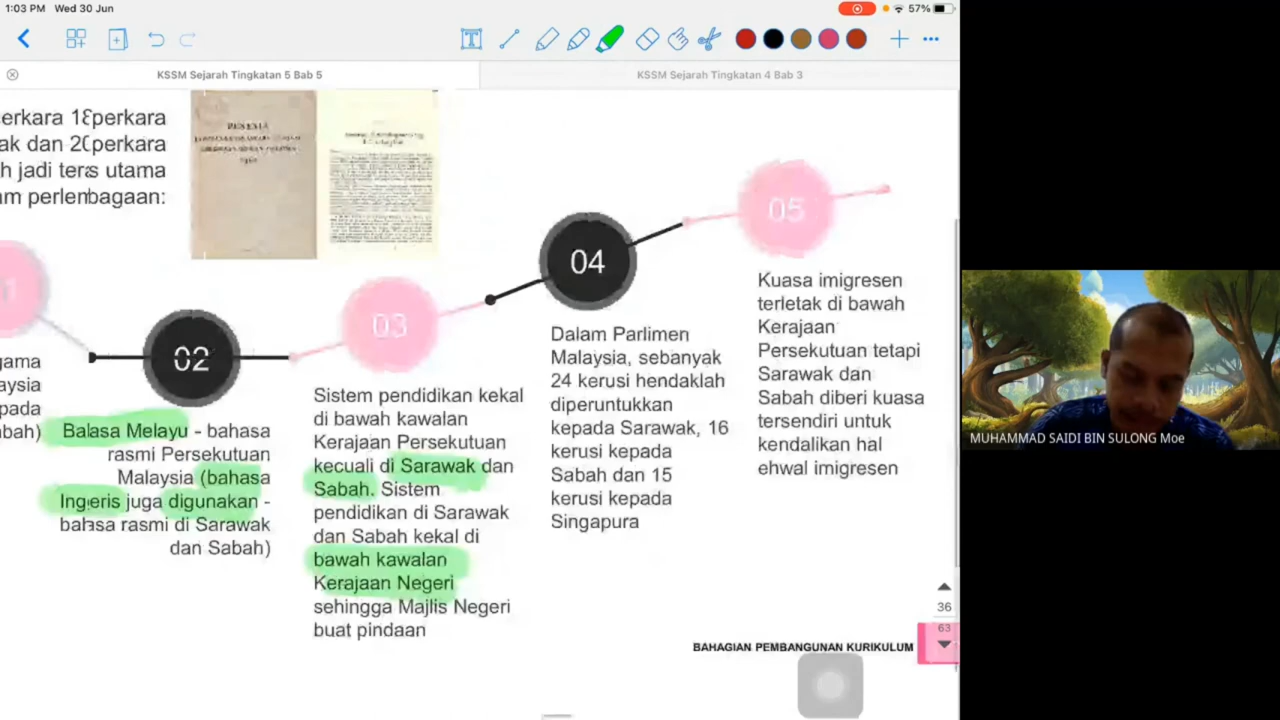 1:03 PM Wed 30 Jun
57%
KSSM Sejarah Tingkatan 5 Bab 5
KSSM Sejarah Tingkatan 4 Bab 3
perkara
dan 20 perkara
h jadi teras utama
am perlembagaan:
02
03
04
05
gama
aysia
pada
bah)
Balasa Melayu - bahasa
rasmi Persekutuan
Malaysia (bahasa
Ingeris juga digunakan -
bahasa rasmi di Sarawak
dan Sabah)
Sistem pendidikan kekal
di bawah kawalan
Kerajaan Persekutuan
kecuali di Sarawak dan
Sabah. Sistem
pendidikan di Sarawak
dan Sabah kekal di
bawah kawalan
Kerajaan Negeri
sehingga Majlis Negeri
buat pindaan
Dalam Parlimen
Malaysia, sebanyak
24 kerusi hendaklah
diperuntukkan
kepada Sarawak, 16
kerusi kepada
Sabah dan 15
kerusi kepada
Singapura
Kuasa imigresen
terletak di bawah
Kerajaan
Persekutuan tetapi
Sarawak dan
Sabah diberi kuasa
tersendiri untuk
kendalikan hal
ehwal imigresen
36
63
BAHAGIAN PEMBANGUNAN KURIKULUM
MUHAMMAD SAIDI BIN SULONG Moe